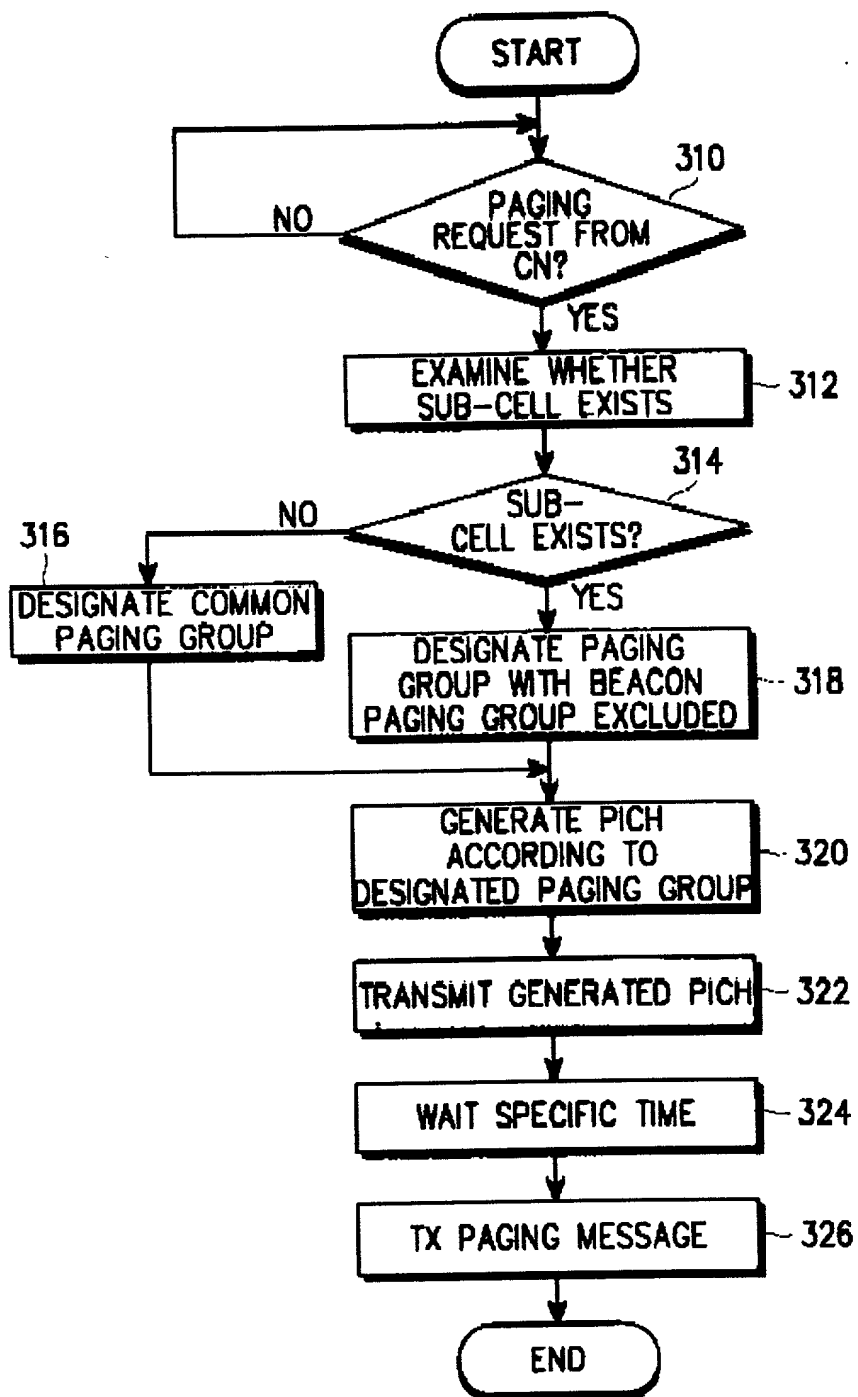 START
310
PAGING
REQUEST FROM
CN?
NO
YES
EXAMINE WHETHER
SUB-CELL EXISTS
312
314
SUB-
CELL EXISTS?
NO
316
YES
DESIGNATE COMMON
PAGING GROUP
DESIGNATE PAGING
GROUP WITH BEACON
PAGING GROUP EXCLUDED
318
GENERATE PICH
ACCORDING TO
DESIGNATED PAGING GROUP
320
TRANSMIT GENERATED PICH
322
WAIT SPECIFIC TIME
324
TX PAGING MESSAGE
326
END